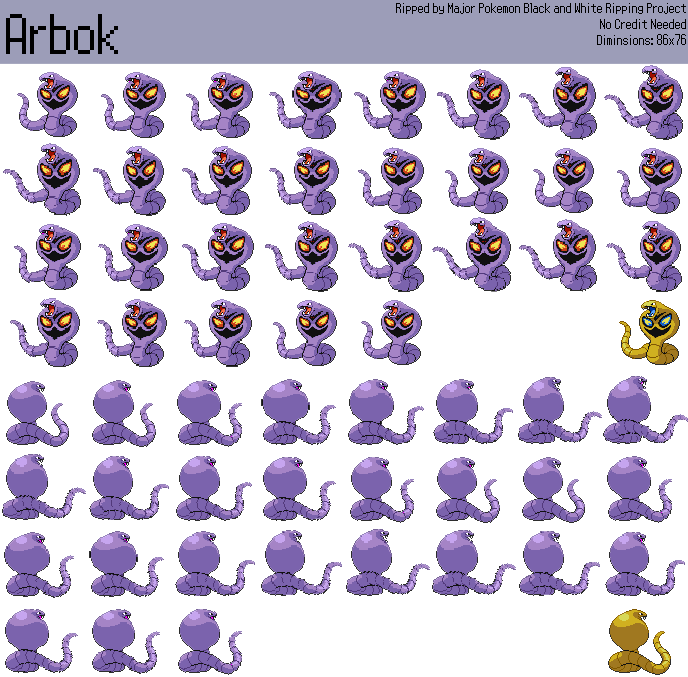 Arbok
Ripped by Major Pokemon Black and White Ripping Project
No Credit Needed
Diminsions: 86x76